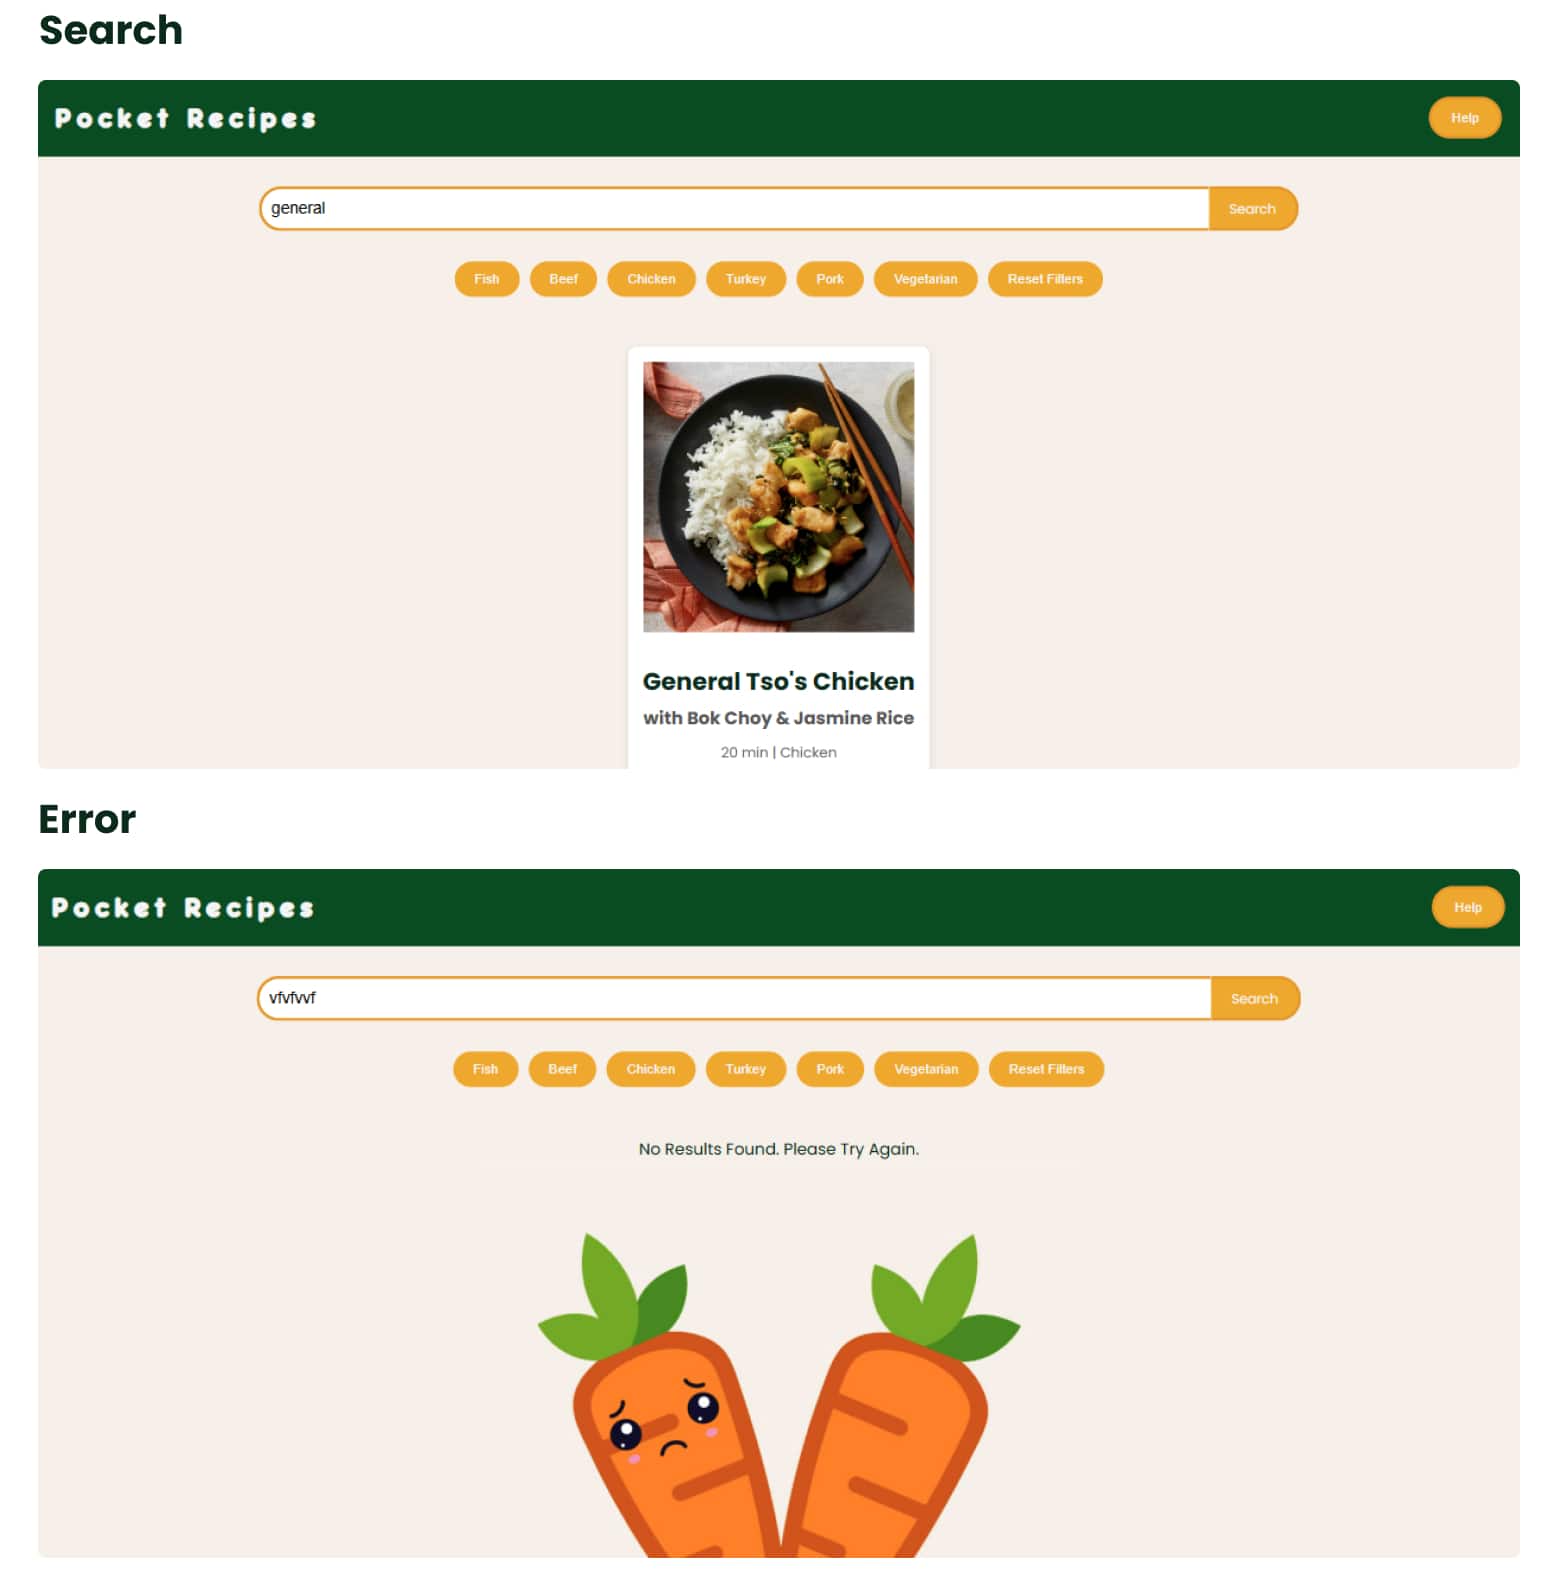 Search
Pocket Recipes
Help
general
Search
Fish Beef Chicken Turkey Pork Vegetarian Reset Filters
General Tso's Chicken
with Bok Choy & Jasmine Rice
20 min | Chicken
Error
Pocket Recipes
Help
vfvfvvf
Search
Fish Beef Chicken Turkey Pork Vegetarian Reset Filters
No Results Found. Please Try Again.